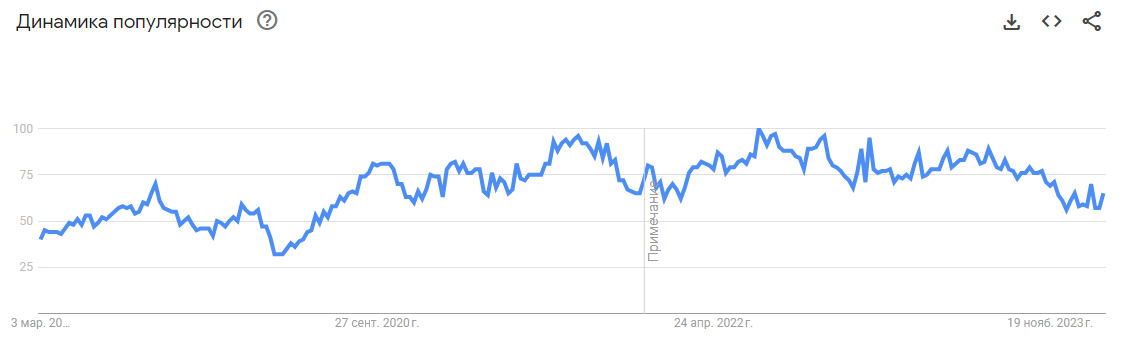 Динамика популярности
100
75
50
25
Примечание
3 мар. 20…
27 сент. 2020 г.
24 апр. 2022 г.
19 нояб. 2023 г.